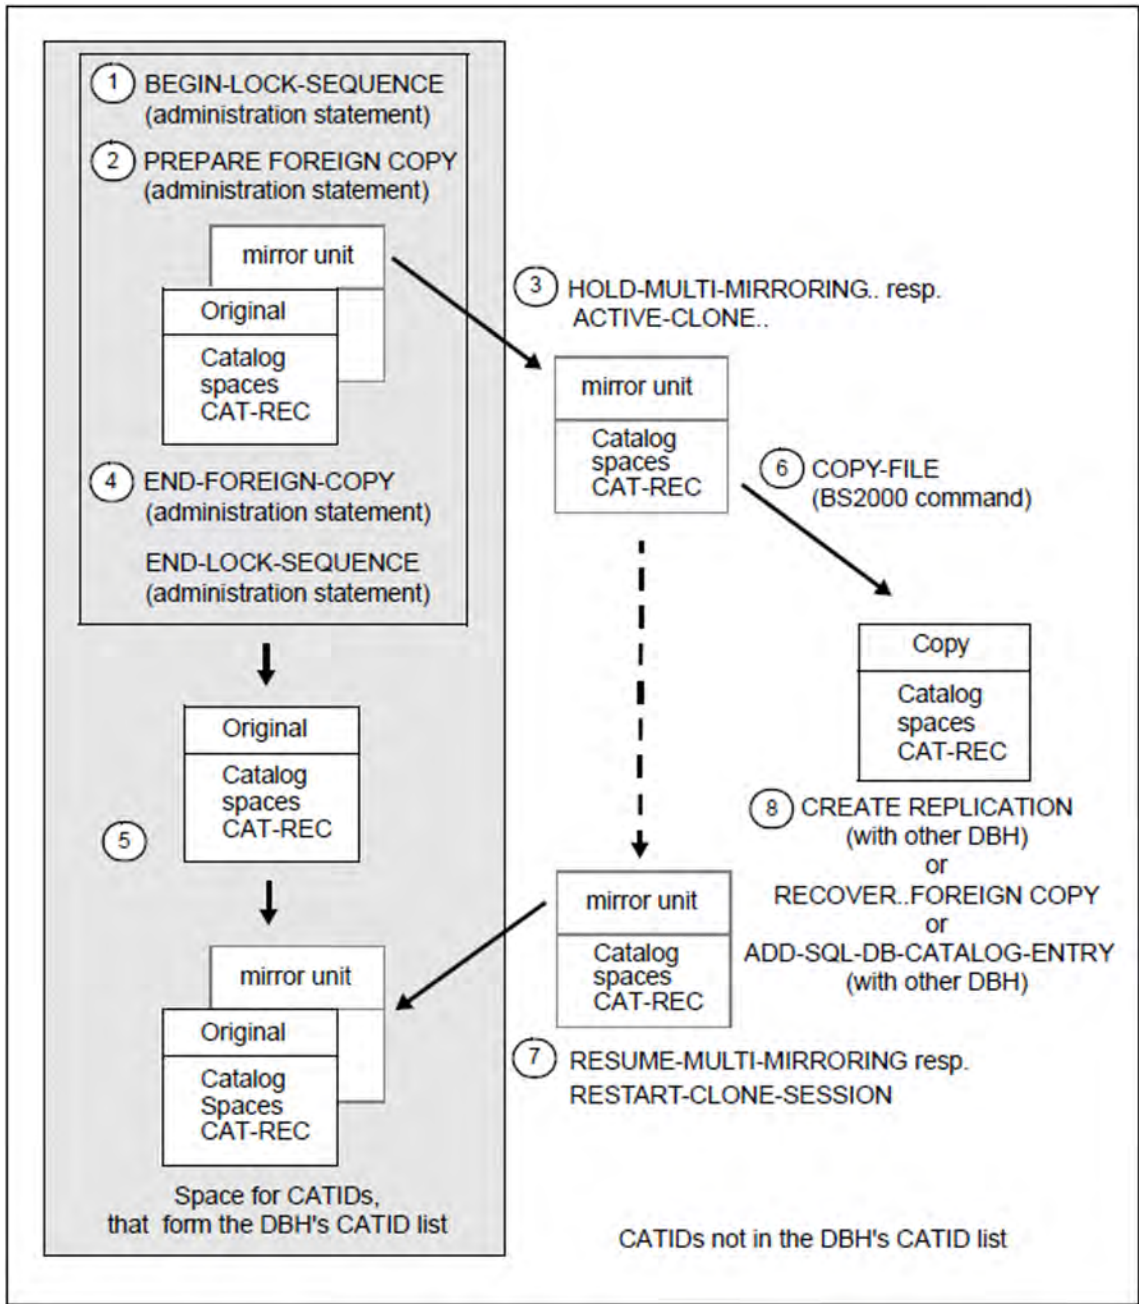 1 BEGIN-LOCK-SEQUENCE
(administration statement)
2 PREPARE FOREIGN COPY
(administration statement)
mirror unit
Original
Catalog
spaces
CAT-REC
3 HOLD-MULTI-MIRRORING.. resp.
ACTIVE-CLONE..
mirror unit
Catalog
spaces
CAT-REC
4 END-FOREIGN-COPY
(administration statement)
END-LOCK-SEQUENCE
(administration statement)
6 COPY-FILE
(BS2000 command)
Copy
Catalog
spaces
CAT-REC
Original
Catalog
spaces
CAT-REC
5
8 CREATE REPLICATION
(with other DBH)
or
RECOVER..FOREIGN COPY
or
ADD-SQL-DB-CATALOG-ENTRY
(with other DBH)
mirror unit
Catalog
spaces
CAT-REC
mirror unit
Original
Catalog
Spaces
CAT-REC
7 RESUME-MULTI-MIRRORING resp.
RESTART-CLONE-SESSION
Space for CATIDs,
that form the DBH's CATID list
CATIDs not in the DBH's CATID list